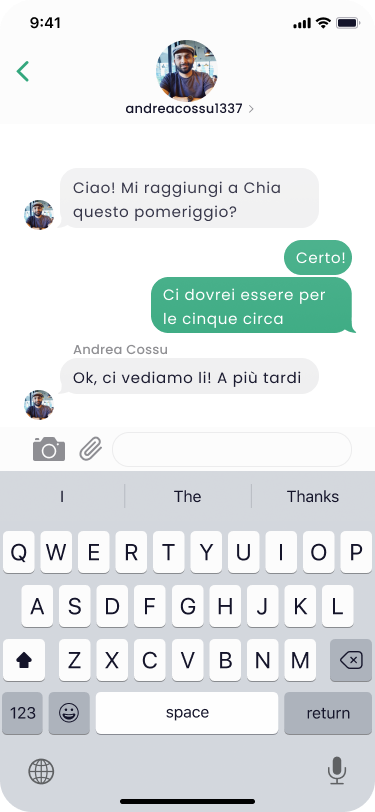 9:41
andreacossu1337
Ciao! Mi raggiungi a Chia
questo pomeriggio?
Certo!
Ci dovrei essere per
le cinque circa
Andrea Cossu
Ok, ci vediamo li! A più tardi
I The Thanks
Q W E R T Y U I O P
A S D F G H J K L
Z X C V B N M
123 space return